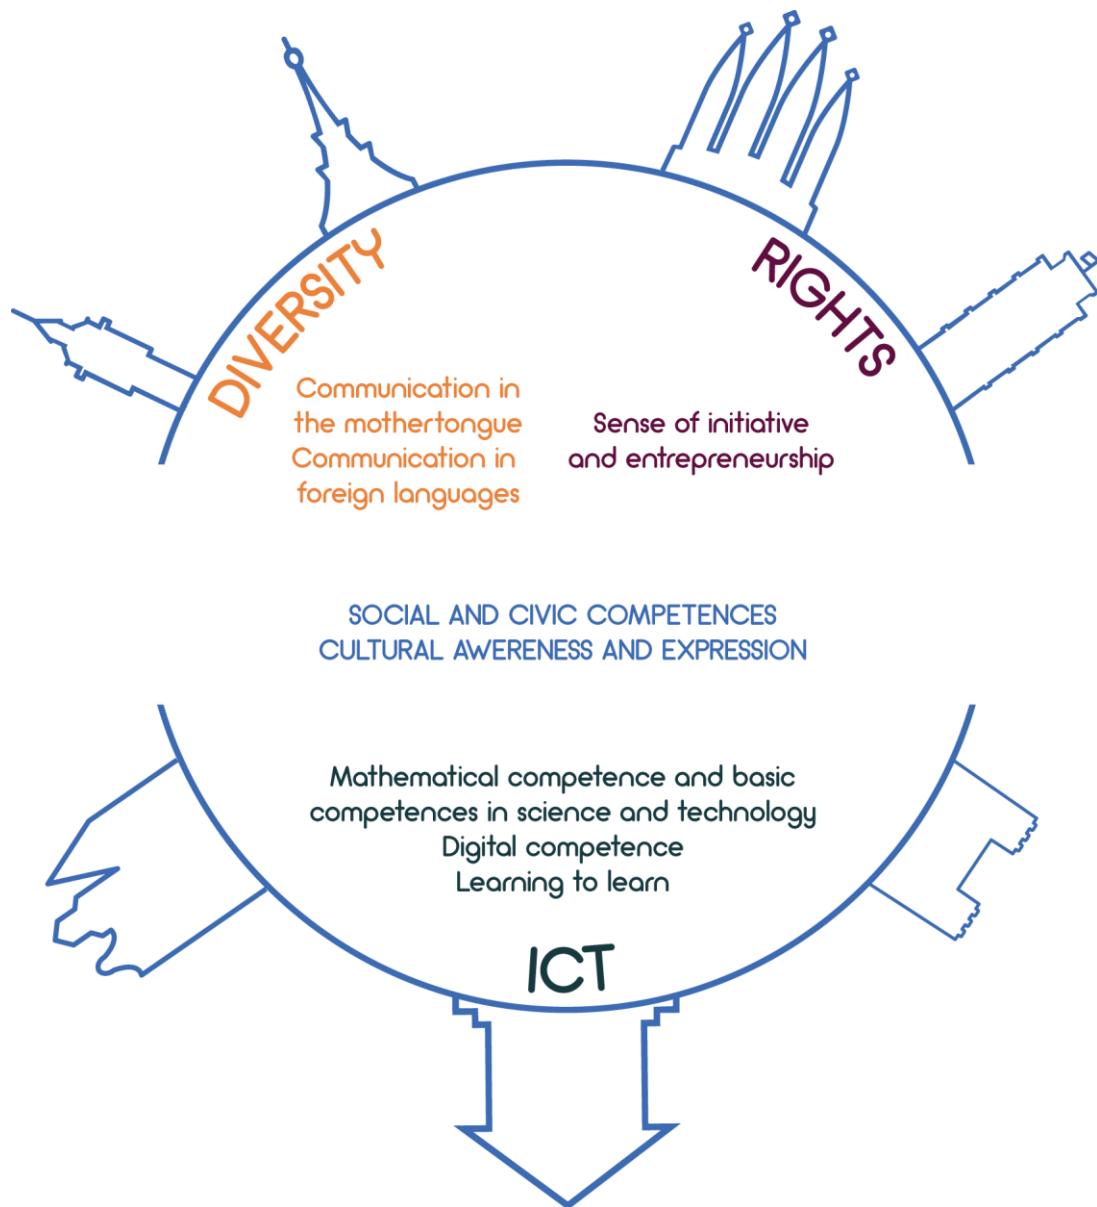 DIVERSITY
RIGHTS
Communication in
the mothertongue
Communication in
foreign languages
Sense of initiative
and entrepreneurship
SOCIAL AND CIVIC COMPETENCES
CULTURAL AWERENESS AND EXPRESSION
Mathematical competence and basic
competences in science and technology
Digital competence
Learning to learn
ICT